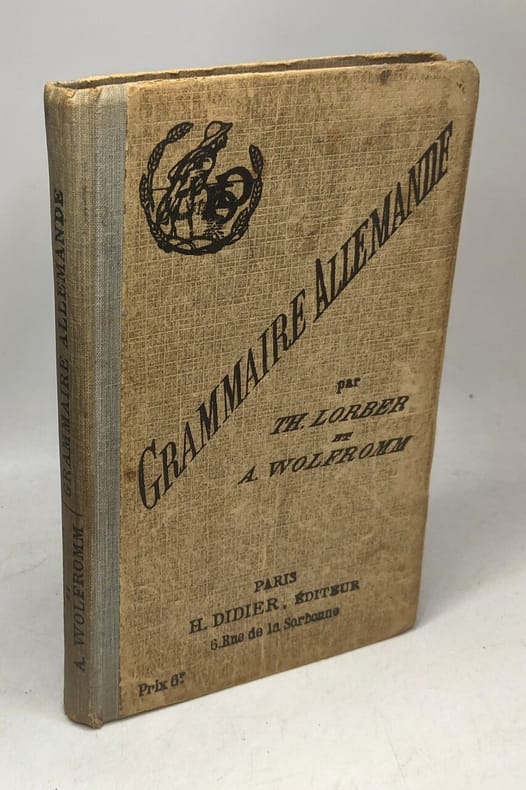 GRAMMAIRE ALLEMANDE
par
TH. LORBER
ET
A. WOLFROMM
PARIS
H. DIDIER, ÉDITEUR
6, Rue de la Sorbonne
Prix 6f.
A. WOLFROMM
GRAMMAIRE ALLEMANDE